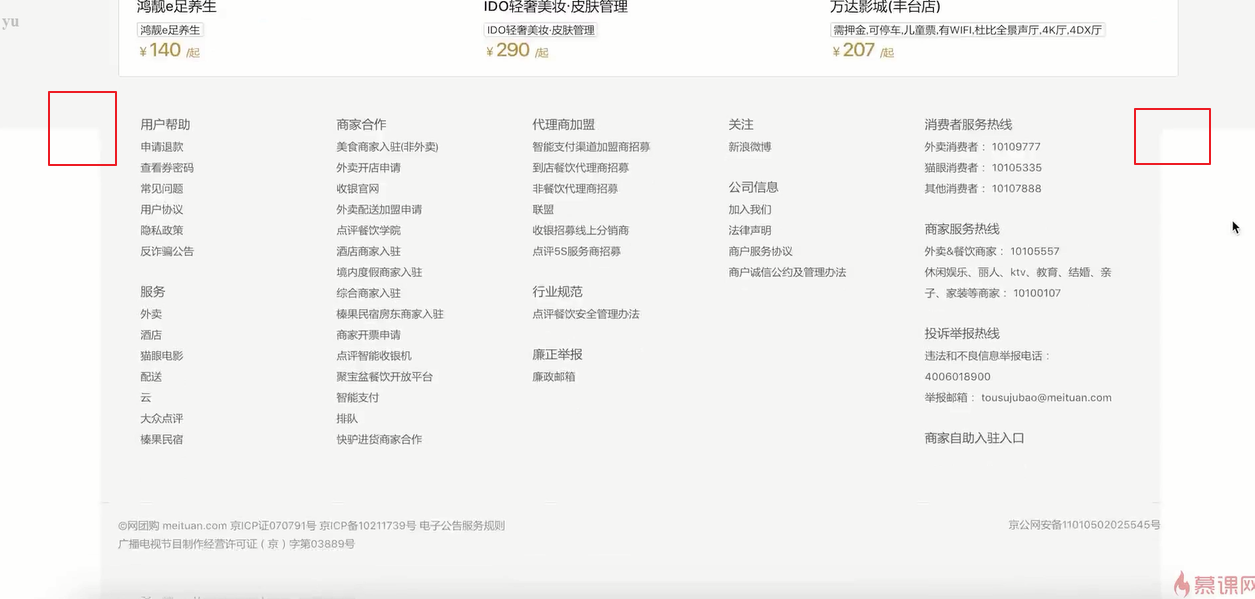 yu
鸿靓e足养生
鸿靓e足养生
¥140 /起
IDO轻奢美妆·皮肤管理
IDO轻奢美妆·皮肤管理
¥290 /起
万达影城(丰台店)
需押金,可停车,儿童票,有WIFI,杜比全景声厅,4K厅,4DX厅
¥207 /起
用户帮助
申请退款
查看券密码
常见问题
用户协议
隐私政策
反诈骗公告
服务
外卖
酒店
猫眼电影
配送
云
大众点评
榛果民宿
商家合作
美食商家入驻(非外卖)
外卖开店申请
收银官网
外卖配送加盟申请
点评餐饮学院
酒店商家入驻
境内度假商家入驻
综合商家入驻
榛果民宿房东商家入驻
商家开票申请
点评智能收银机
聚宝盆餐饮开放平台
智能支付
排队
快驴进货商家合作
代理商加盟
智能支付渠道加盟商招募
到店餐饮代理商招募
非餐饮代理商招募
联盟
收银招募线上分销商
点评5S服务商招募
行业规范
点评餐饮安全管理办法
廉正举报
廉政邮箱
关注
新浪微博
公司信息
加入我们
法律声明
商户服务协议
商户诚信公约及管理办法
消费者服务热线
外卖消费者： 10109777
猫眼消费者： 10105335
其他消费者： 10107888
商家服务热线
外卖&餐饮商家： 10105557
休闲娱乐、丽人、ktv、教育、结婚、亲
子、家装等商家： 10100107
投诉举报热线
违法和不良信息举报电话：
4006018900
举报邮箱： tousujubao@meituan.com
商家自助入驻入口
©网团购 meituan.com 京ICP证070791号 京ICP备10211739号 电子公告服务规则
广播电视节目制作经营许可证（京）字第03889号
京公网安备11010502025545号
慕课网